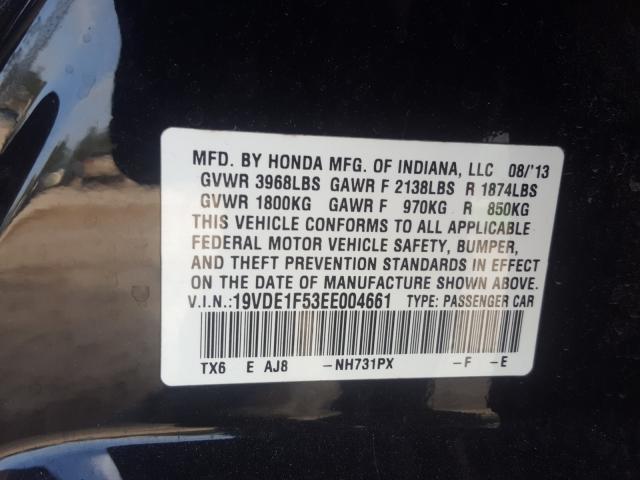 MFD. BY HONDA MFG. OF INDIANA, LLC 08/'13
GVWR 3968LBS GAWR F 2138LBS R 1874LBS
GVWR 1800KG GAWR F 970KG R 850KG
THIS VEHICLE CONFORMS TO ALL APPLICABLE
FEDERAL MOTOR VEHICLE SAFETY, BUMPER,
AND THEFT PREVENTION STANDARDS IN EFFECT
ON THE DATE OF MANUFACTURE SHOWN ABOVE.
V.I.N.:19VDE1F53EE004661 TYPE: PASSENGER CAR
TX6 E AJ8 -NH731PX -F -E